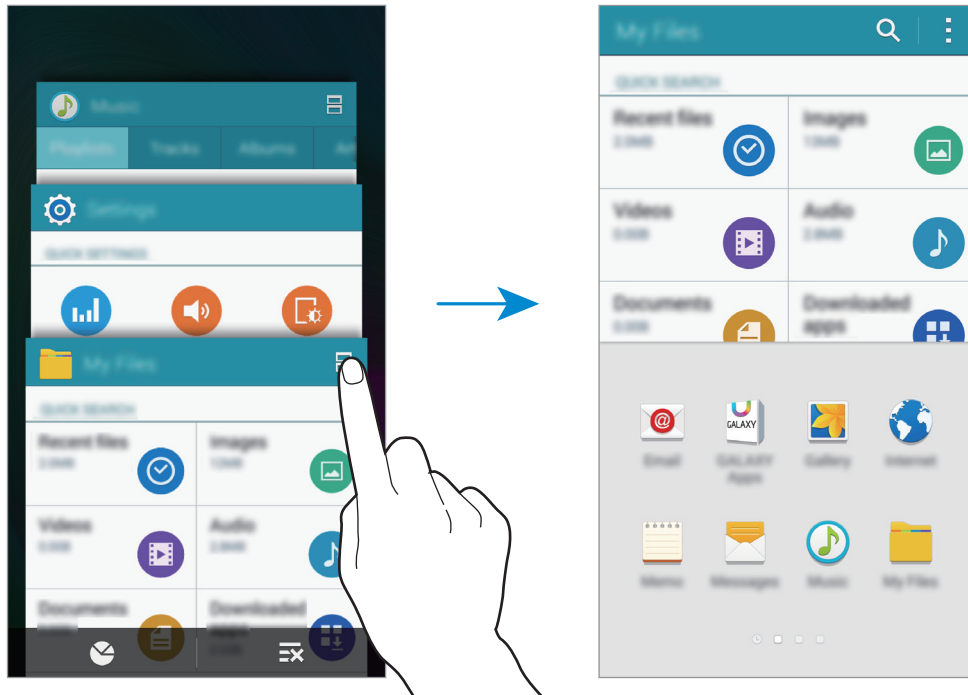 Music
Playlists Tracks Albums
Settings
QUICK SETTINGS
My Files
QUICK SEARCH
Recent files Images
Videos Audio
Documents Downloaded apps
My Files
QUICK SEARCH
Recent files Images
Videos Audio
Documents Downloaded apps
@
GALAXY
Email GALAXY Apps Gallery Internet
Memo Messages Music My Files